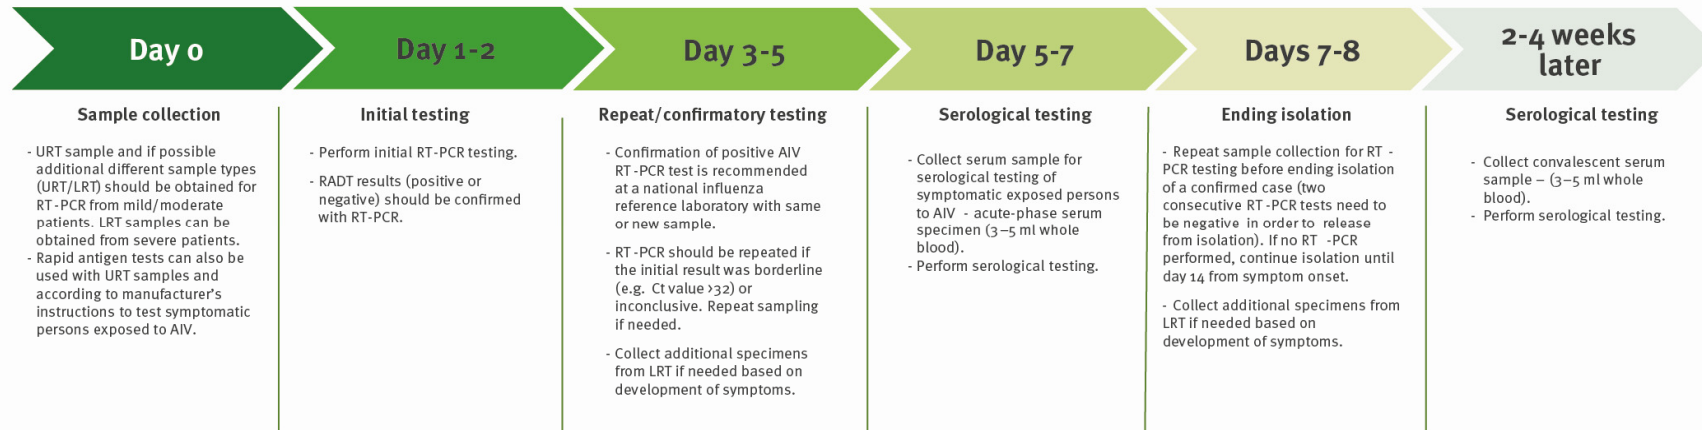 Day 0
Sample collection
- URT sample and if possible
additional different sample types
(URT/LRT) should be obtained for
RT-PCR from mild/moderate
patients. LRT samples can be
obtained from severe patients.
- Rapid antigen tests can also be
used with URT samples and
according to manufacturer's
instructions to test symptomatic
persons exposed to AIV.
Day 1-2
Initial testing
- Perform initial RT-PCR testing.
- RADT results (positive or
negative) should be confirmed
with RT-PCR.
Day 3-5
Repeat/confirmatory testing
- Confirmation of positive AIV
RT-PCR test is recommended
at a national influenza
reference laboratory with same
or new sample.
- RT-PCR should be repeated if
the initial result was borderline
(e.g. Ct value >32) or
inconclusive. Repeat sampling
if needed.
- Collect additional specimens
from LRT if needed based on
development of symptoms.
Day 5-7
Serological testing
- Collect serum sample for
serological testing of
symptomatic exposed persons
to AIV - acute-phase serum
specimen (3–5 ml whole
blood).
- Perform serological testing.
Days 7-8
Ending isolation
- Repeat sample collection for RT -
PCR testing before ending isolation
of a confirmed case (two
consecutive RT-PCR tests need to
be negative in order to release
from isolation). If no RT -PCR
performed, continue isolation until
day 14 from symptom onset.
- Collect additional specimens from
LRT if needed based on
development of symptoms.
2-4 weeks
later
Serological testing
- Collect convalescent serum
sample – (3–5 ml whole
blood).
- Perform serological testing.